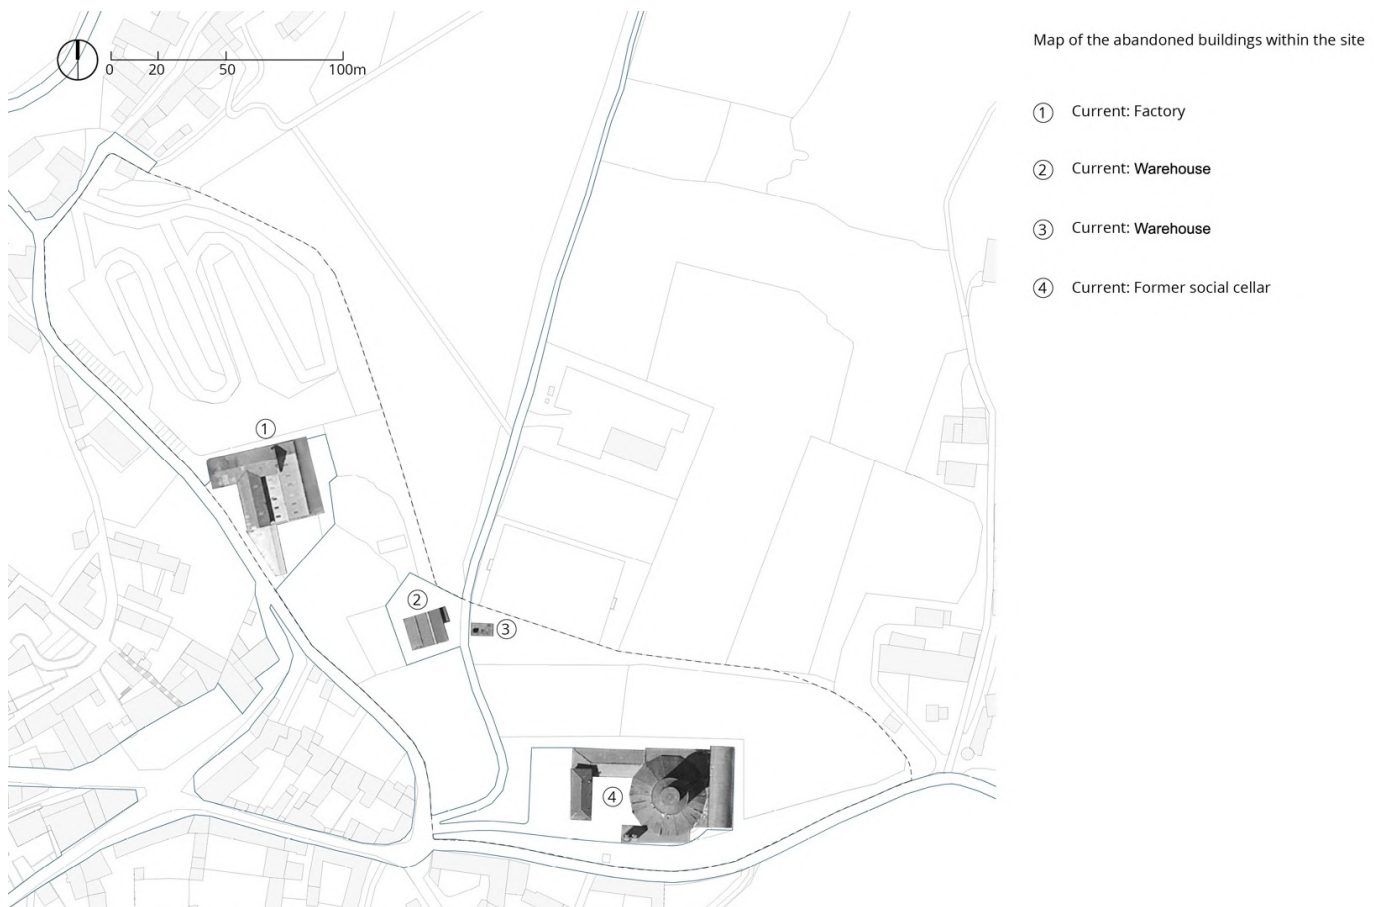 0 20 50 100m
Map of the abandoned buildings within the site
1 Current: Factory
2 Current: Warehouse
3 Current: Warehouse
4 Current: Former social cellar
1
2
3
4